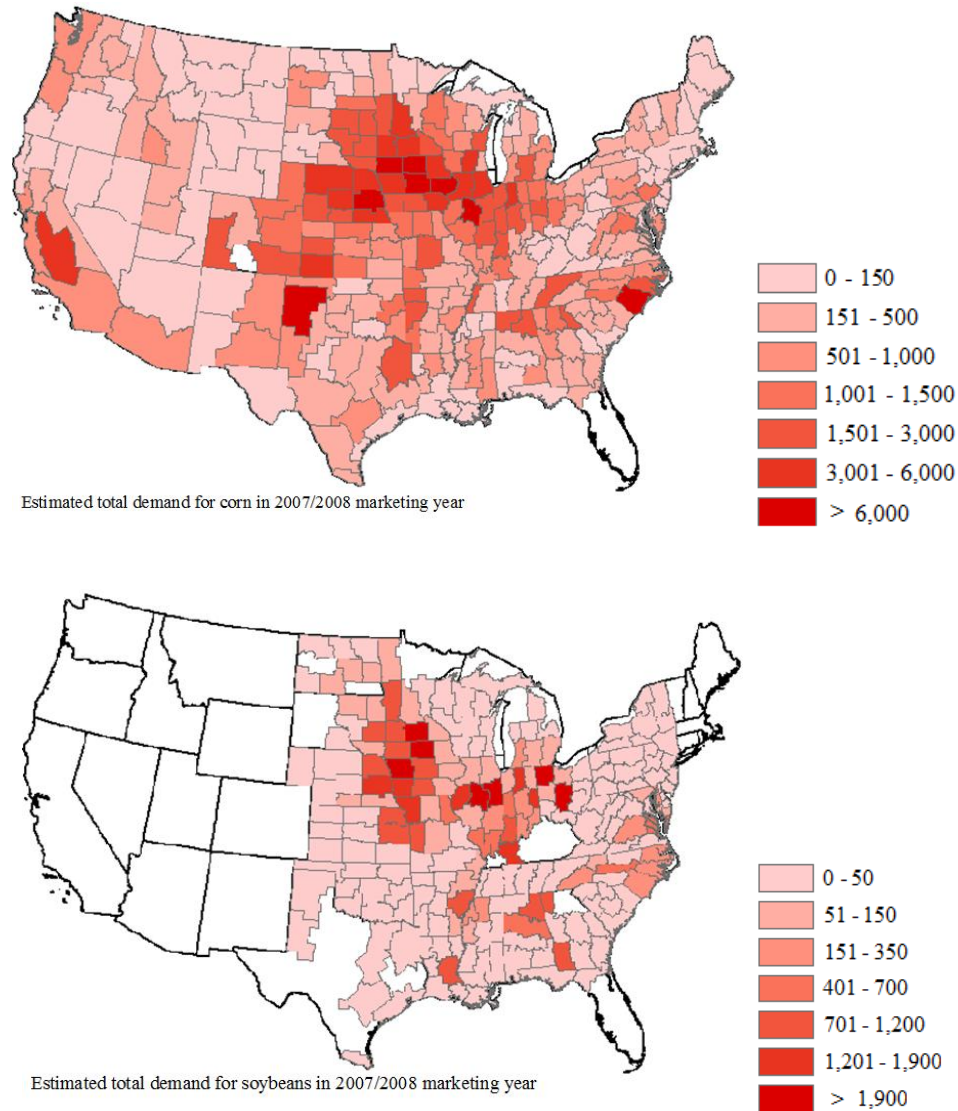 0 - 150
151 - 500
501 - 1,000
1,001 - 1,500
1,501 - 3,000
3,001 - 6,000
> 6,000
Estimated total demand for corn in 2007/2008 marketing year
0 - 50
51 - 150
151 - 350
401 - 700
701 - 1,200
1,201 - 1,900
> 1,900
Estimated total demand for soybeans in 2007/2008 marketing year